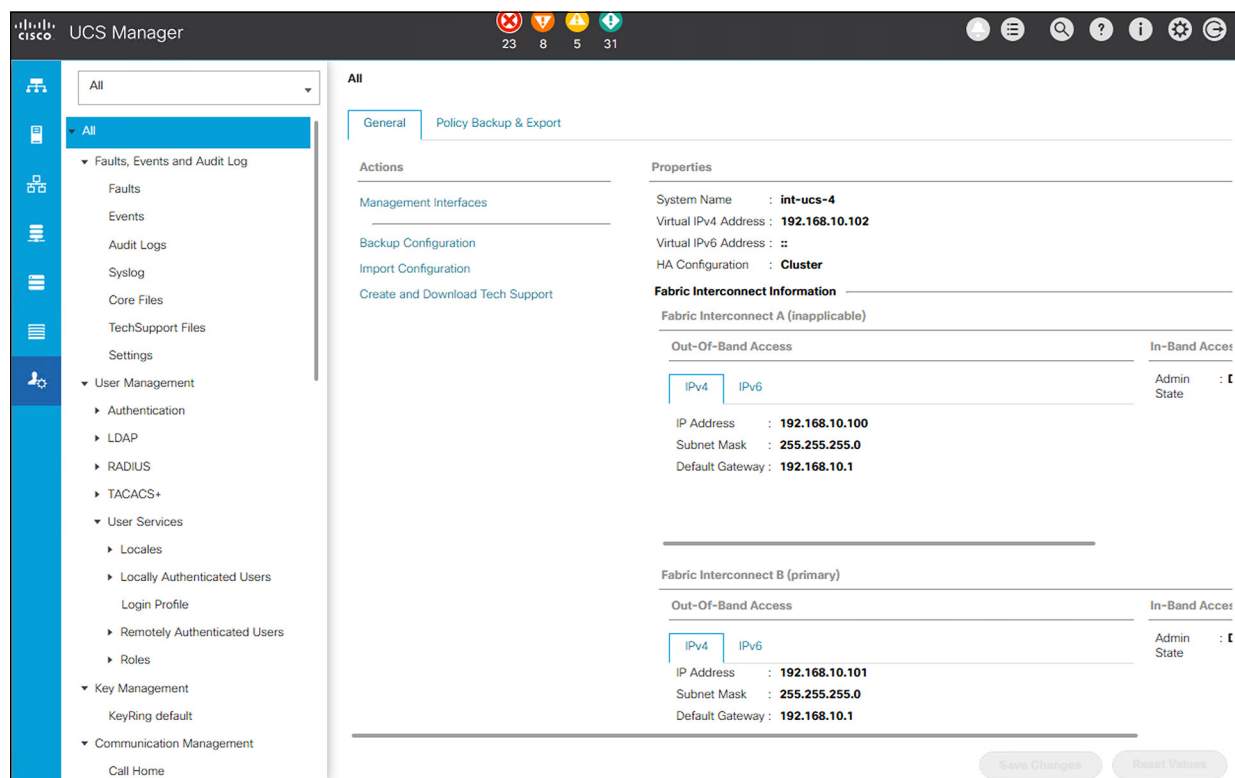 CISCO UCS Manager
23 8 5 31
All
All
Faults, Events and Audit Log
Faults
Events
Audit Logs
Syslog
Core Files
TechSupport Files
Settings
User Management
Authentication
LDAP
RADIUS
TACACS+
User Services
Locales
Locally Authenticated Users
Login Profile
Remotely Authenticated Users
Roles
Key Management
KeyRing default
Communication Management
Call Home
All
General Policy Backup & Export
Actions
Management Interfaces
Backup Configuration
Import Configuration
Create and Download Tech Support
Properties
System Name : int-ucs-4
Virtual IPv4 Address : 192.168.10.102
Virtual IPv6 Address : ::
HA Configuration : Cluster
Fabric Interconnect Information
Fabric Interconnect A (inapplicable)
Out-Of-Band Access
IPv4 IPv6
IP Address : 192.168.10.100
Subnet Mask : 255.255.255.0
Default Gateway : 192.168.10.1
In-Band Acces
Admin :
State
Fabric Interconnect B (primary)
Out-Of-Band Access
IPv4 IPv6
IP Address : 192.168.10.101
Subnet Mask : 255.255.255.0
Default Gateway : 192.168.10.1
In-Band Acces
Admin :
State
Save Changes Reset Values